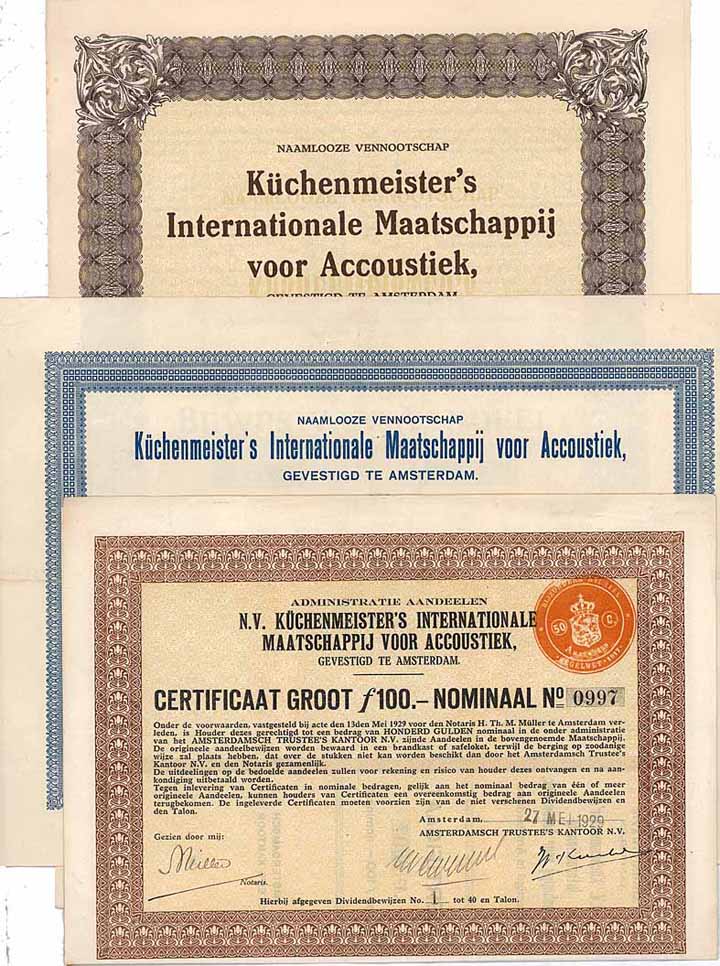 NAAMLOOZE VENNOOTSCHAP
Küchenmeister's
Internationale Maatschappij
voor Accoustiek,
GEVESTIGD TE AMSTERDAM
NAAMLOOZE VENNOOTSCHAP
Küchenmeister's Internationale Maatschappij voor Accoustiek,
GEVESTIGD TE AMSTERDAM.
ADMINISTRATIE AANDEELEN
N.V. KÜCHENMEISTER'S INTERNATIONALE
MAATSCHAPPIJ VOOR ACCOUSTIEK,
GEVESTIGD TE AMSTERDAM.
50 C.
CERTIFICAAT GROOT ƒ100.- NOMINAAL No 0997
Onder de voorwaarden, vastgesteld bij acte den 13den Mei 1929 voor den Notaris H. Th. M. Müller te Amsterdam ver-
leden, is Houder dezes gerechtigd tot een bedrag van HONDERD GULDEN nominaal in de onder administratie
van het AMSTERDAMSCH TRUSTEE'S KANTOOR N.V. zijnde Aandeelen in de bovengenoemde Maatschappij.
De origineele aandeelbewijzen worden bewaard in een brandkast of safeloket, terwijl de berging op zoodanige
wijze zal plaats hebben, dat over de stukken niet kan worden beschikt dan door het Amsterdamsch Trustee's
Kantoor N.V. en den Notaris gezamenlijk.
De uitdeelingen op de bedoelde aandeelen zullen voor rekening en risico van houder dezes ontvangen en na aan-
kondiging uitbetaald worden.
Tegen inlevering van Certificaten in nominale bedragen, gelijk aan het nominaal bedrag van één of meer
origineele Aandeelen, kunnen houders van Certificaten een overeenkomstig bedrag aan origineele Aandeelen
terugbekomen. De ingeleverde Certificaten moeten voorzien zijn van de niet verschenen Dividendbewijzen en
den Talon.
Amsterdam, 27 MEI 1929
Gezien door mij:
AMSTERDAMSCH TRUSTEE'S KANTOOR N.V.
Notaris.
Hierbij afgegeven Dividendbewijzen No. 1 tot 40 en Talon.